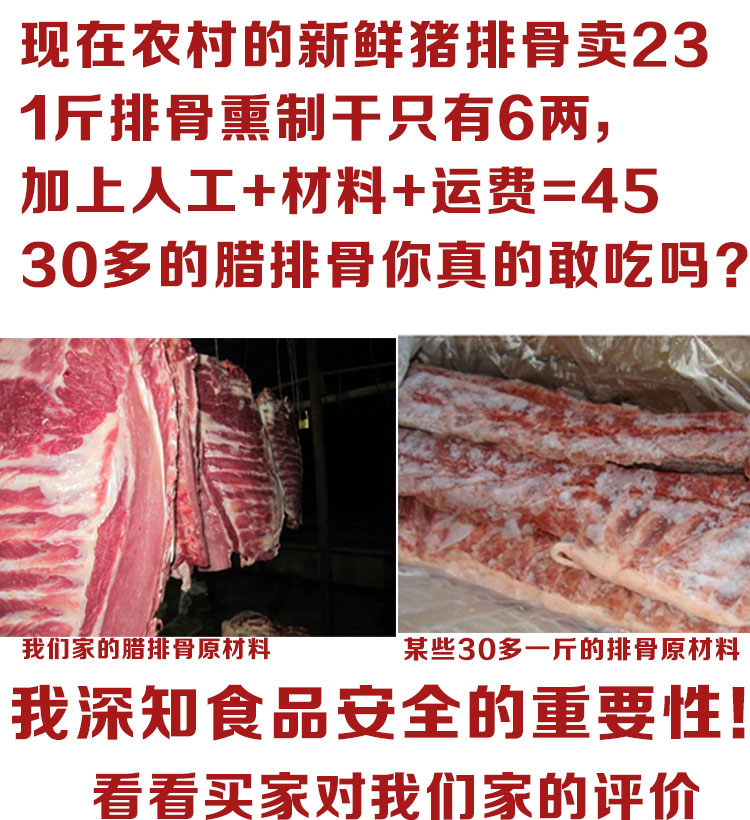 现在农村的新鲜猪排骨卖23
1斤排骨熏制干只有6两，
加上人工+材料+运费=45
30多的腊排骨你真的敢吃吗?
我们家的腊排骨原材料
某些30多一斤的排骨原材料
我深知食品安全的重要性!
看看买家对我们家的评价